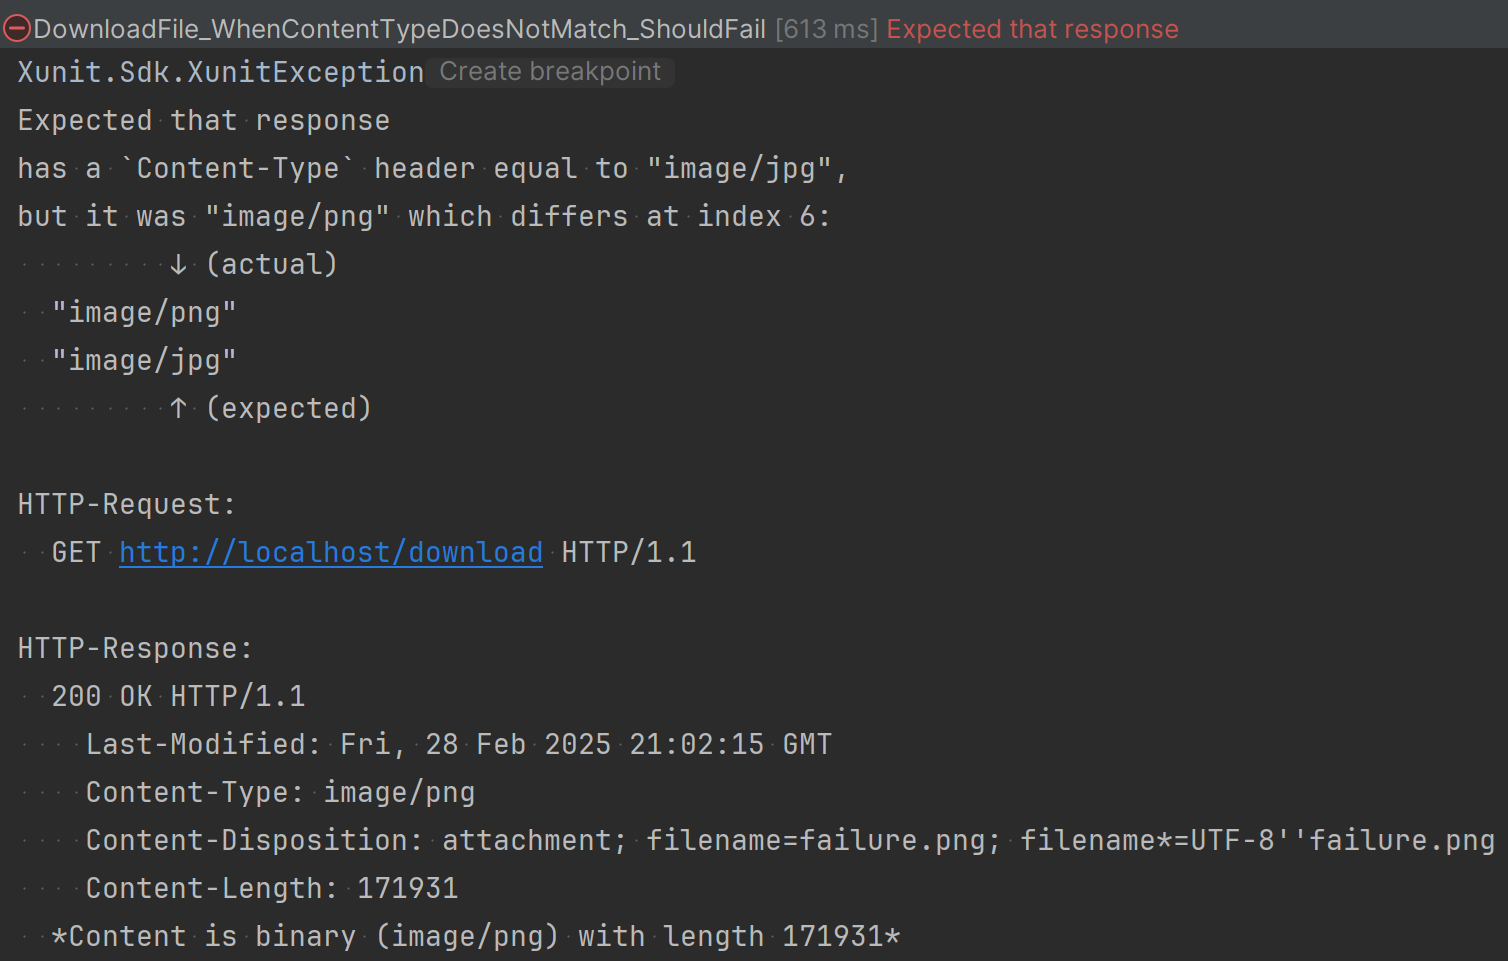 DownloadFile_WhenContentTypeDoesNotMatch_ShouldFail [613 ms] Expected that response
Xunit.Sdk.XunitException Create breakpoint
Expected that response
has a `Content-Type` header equal to "image/jpg",
but it was "image/png" which differs at index 6:
         ↓ (actual)
  "image/png"
  "image/jpg"
         ↑ (expected)

HTTP-Request:
  GET http://localhost/download HTTP/1.1

HTTP-Response:
  200 OK HTTP/1.1
    Last-Modified: Fri, 28 Feb 2025 21:02:15 GMT
    Content-Type: image/png
    Content-Disposition: attachment; filename=failure.png; filename*=UTF-8''failure.png
    Content-Length: 171931
  *Content is binary (image/png) with length 171931*